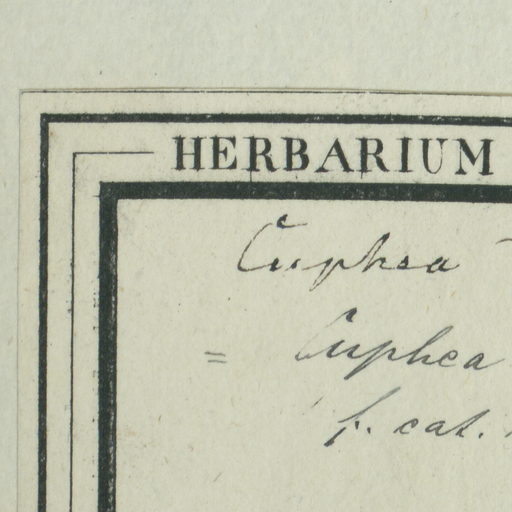 HERBARIUM
Cuphea
= Cuphea
f. cat.